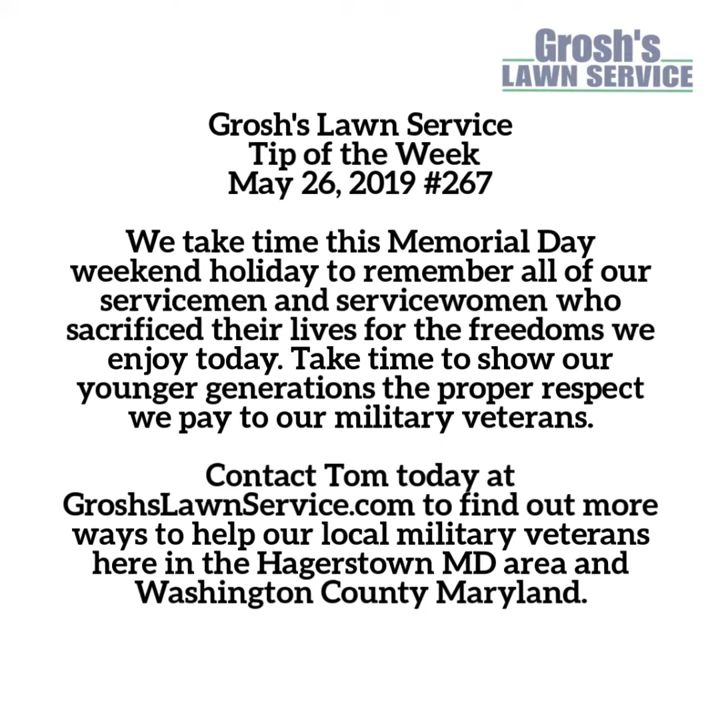 Grosh's
LAWN SERVICE
Grosh's Lawn Service
Tip of the Week
May 26, 2019 #267
We take time this Memorial Day
weekend holiday to remember all of our
servicemen and servicewomen who
sacrificed their lives for the freedoms we
enjoy today. Take time to show our
younger generations the proper respect
we pay to our military veterans.
Contact Tom today at
GroshsLawnService.com to find out more
ways to help our local military veterans
here in the Hagerstown MD area and
Washington County Maryland.